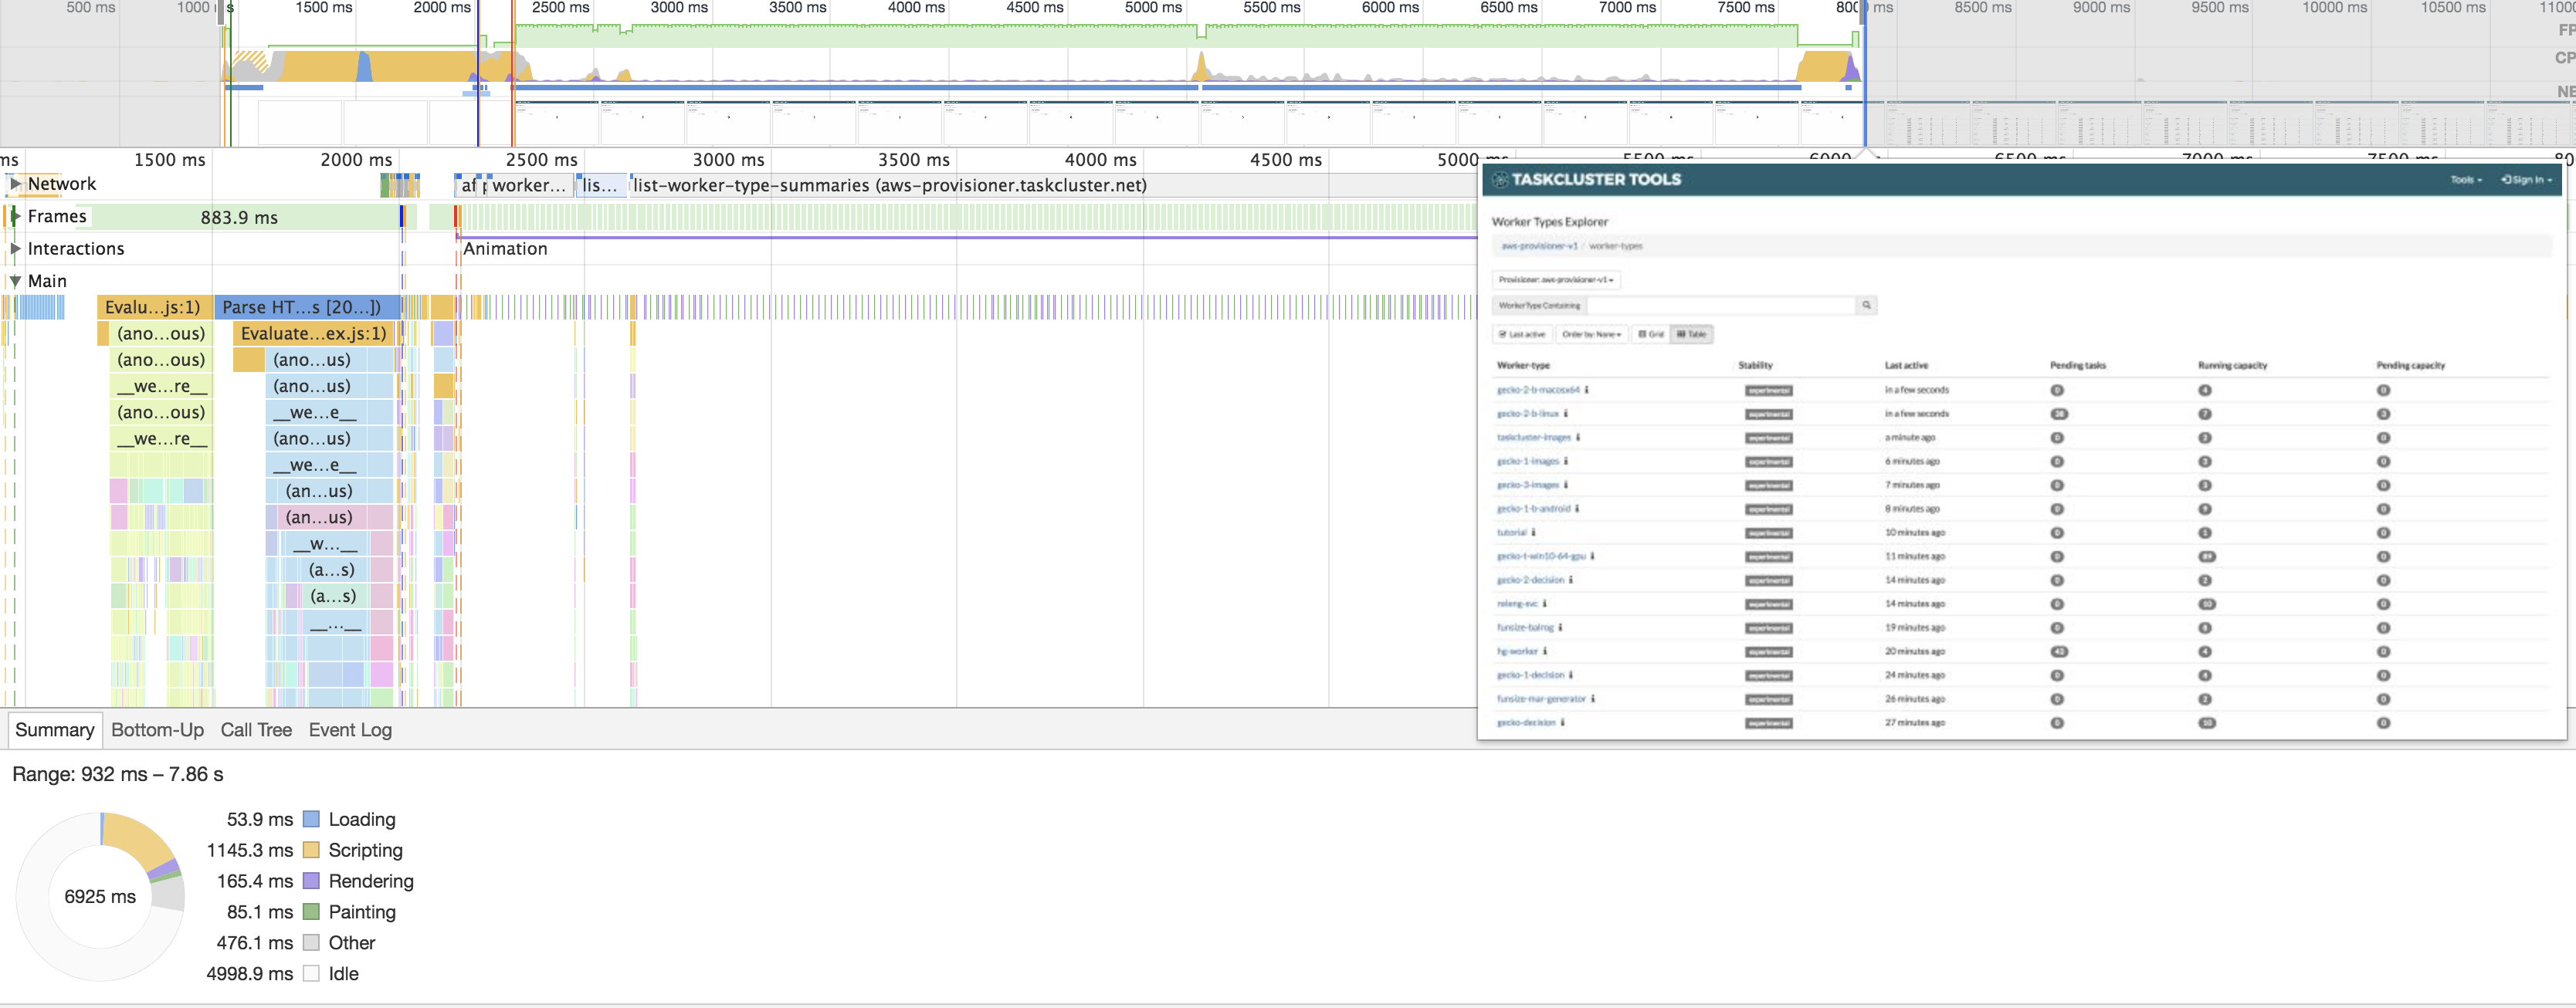 500 ms 1000 s 1500 ms 2000 ms 2500 ms 3000 ms 3500 ms 4000 ms 4500 ms 5000 ms 5500 ms 6000 ms 6500 ms 7000 ms 7500 ms 800 ms 8500 ms 9000 ms 9500 ms 10000 ms 10500 ms 11000
FP
CP
NE
ms 1500 ms 2000 ms 2500 ms 3000 ms 3500 ms 4000 ms 4500 ms 5000 ms 5500 ms 6000 6500 ms 7000 ms 7500 ms 80
Network af worker... lis... list-worker-type-summaries (aws-provisioner.taskcluster.net)
Frames 883.9 ms
Interactions Animation
Main
Evalu...js:1) Parse HT...s [20...])
(ano...ous) Evaluate...ex.js:1)
(ano...ous) (ano...us)
__we...re__ (ano...us)
(ano...ous) __we...e__
__we...re__ (ano...us)
__we...e__
(an...us)
(an...us)
__w...__
(a...s)
(a...s)
__...__
TASKCLUSTER TOOLS Tools Sign In
Worker Types Explorer
aws-provisioner-v1 / worker-types
Provisioner: aws-provisioner-v1
WorkerType Containing
Last active Order by: None Grid Table
Worker-type Stability Last active Pending tasks Running capacity Pending capacity
gecko-2-b-macosx64 experimental in a few seconds 0 4 0
gecko-2-b-linux experimental in a few seconds 7 3
taskcluster-images experimental a minute ago 0 0
gecko-1-images experimental 6 minutes ago 0 0
gecko-3-images experimental 7 minutes ago 0 0
gecko-1-b-android experimental 8 minutes ago 0 0
tutorial experimental 10 minutes ago 0 0
gecko-t-win10-64-gpu experimental 11 minutes ago 0 0
gecko-2-decision experimental 14 minutes ago 0 2 0
releng-svc experimental 14 minutes ago 0 0
funsize-balrog experimental 19 minutes ago 0 0
hg-worker experimental 20 minutes ago 4 0
gecko-1-decision experimental 24 minutes ago 0 4 0
funsize-mar-generator experimental 26 minutes ago 0 2 0
gecko-decision experimental 27 minutes ago 0 0
Summary Bottom-Up Call Tree Event Log
Range: 932 ms – 7.86 s
6925 ms
53.9 ms Loading
1145.3 ms Scripting
165.4 ms Rendering
85.1 ms Painting
476.1 ms Other
4998.9 ms Idle